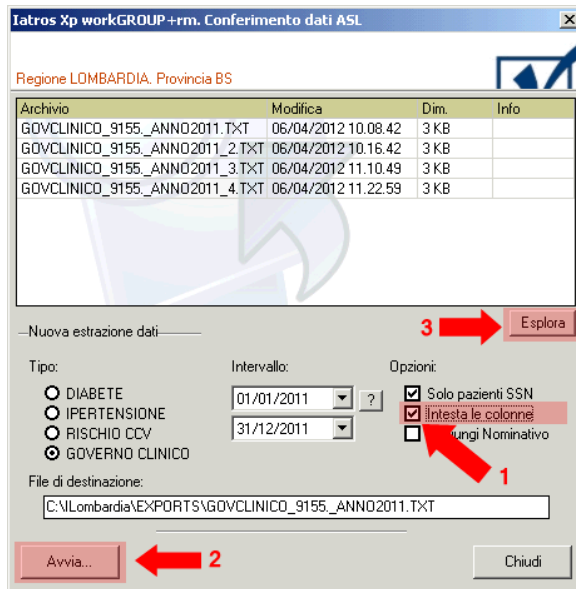 Iatros Xp workGROUP+rm. Conferimento dati ASL
Regione LOMBARDIA. Provincia BS
Archivio Modifica Dim. Info
GOVCLINICO_9155._ANNO2011.TXT 06/04/2012 10.08.42 3 KB
GOVCLINICO_9155._ANNO2011_2.TXT 06/04/2012 10.16.42 3 KB
GOVCLINICO_9155._ANNO2011_3.TXT 06/04/2012 11.10.49 3 KB
GOVCLINICO_9155._ANNO2011_4.TXT 06/04/2012 11.22.59 3 KB
3 Esplora
Nuova estrazione dati
Tipo: Intervallo: Opzioni:
DIABETE 01/01/2011 ? Solo pazienti SSN
IPERTENSIONE Intesta le colonne
RISCHIO CCV 31/12/2011 ungi Nominativo
GOVERNO CLINICO
1
File di destinazione:
C:\ILombardia\EXPORTS\GOVCLINICO_9155._ANNO2011.TXT
Avvia... 2 Chiudi